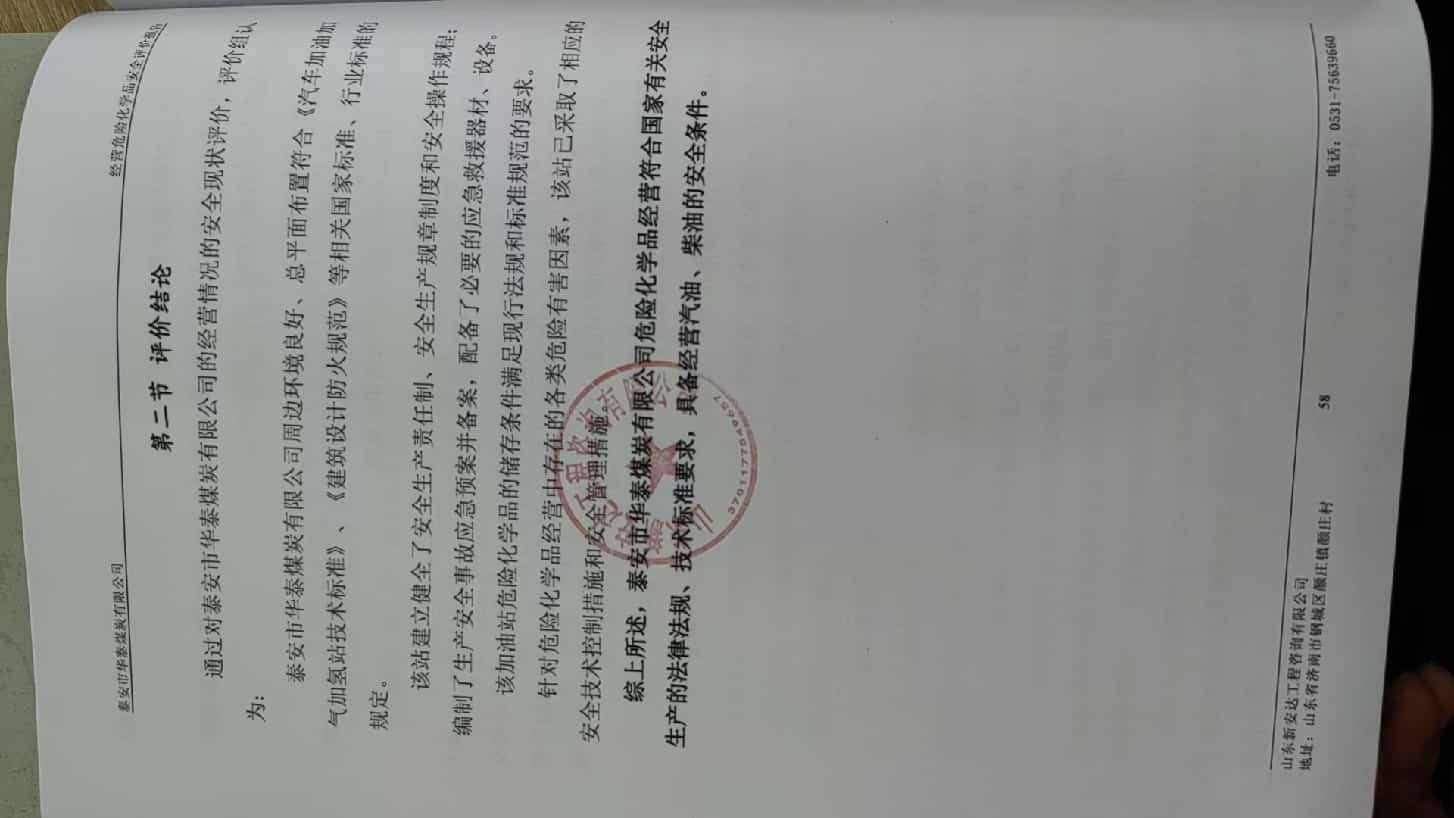 泰安市华泰煤炭有限公司 经营危险化学品安全评价报告
第二节 评价结论
通过对泰安市华泰煤炭有限公司的经营情况的安全现状评价，评价组认
为:
泰安市华泰煤炭有限公司周边环境良好、总平面布置符合《汽车加油加
气加氢站技术标准》、《建筑设计防火规范》等相关国家标准、行业标准的
规定。
该站建立健全了安全生产责任制、安全生产规章制度和安全操作规程；
编制了生产安全事故应急预案并备案，配备了必要的应急救援器材、设备。
该加油站危险化学品的储存条件满足现行法规和标准规范的要求。
针对危险化学品经营中存在的各类危险有害因素，该站已采取了相应的
安全技术控制措施和安全管理措施。
综上所述，泰安市华泰煤炭有限公司危险化学品经营符合国家有关安全
生产的法律法规、技术标准要求，具备经营汽油、柴油的安全条件。
3701177549657
山东新安达工程咨询有限公司
地址：山东省济南市钢城区颜庄镇颜庄村 58 电话：0531-75639660